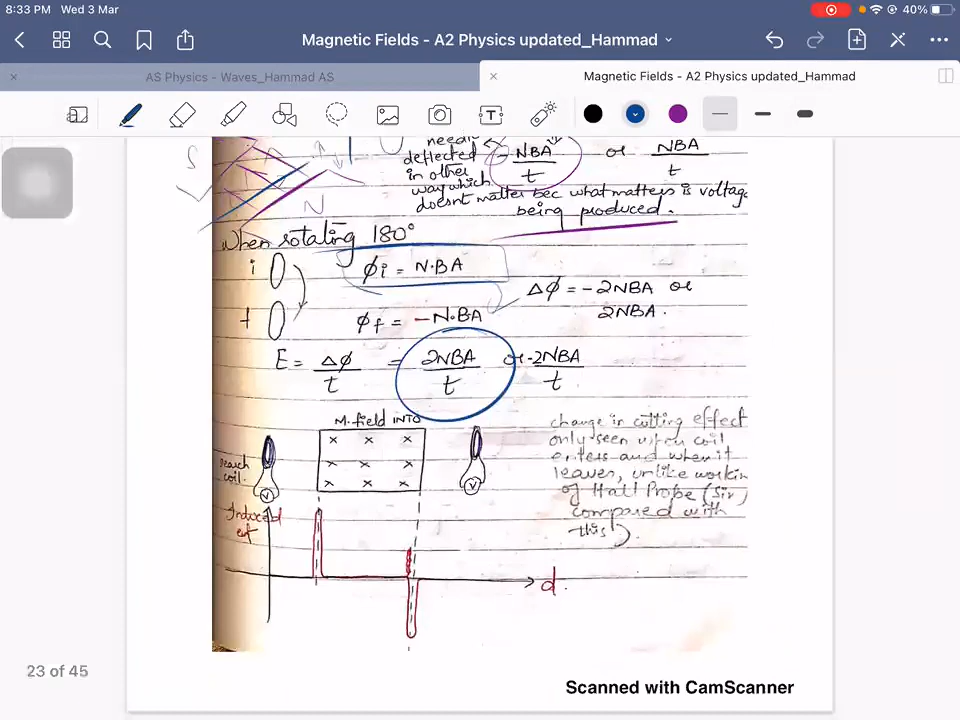 8:33 PM Wed 3 Mar
40%
Magnetic Fields - A2 Physics updated_Hammad
AS Physics - Waves_Hammad AS
Magnetic Fields - A2 Physics updated_Hammad
S
N
deflected
in other
way which
- NBA / t or NBA / t
doesnt matter bec what matters is voltage
being produced.
When rotating 180°
i
ϕi = N·BA
f
ϕf = -N·BA
Δϕ = -2NBA or
2NBA.
E = Δϕ / t = 2NBA / t or -2NBA / t
M.field INTO
x x x
x x x
x x x
search
coil.
V
V
change in cutting effect
only seen upon coil
enters and when it
leaves, unlike workin
of Hall Probe (Sir)
compared with
this)
Induced
emf
d.
23 of 45
Scanned with CamScanner